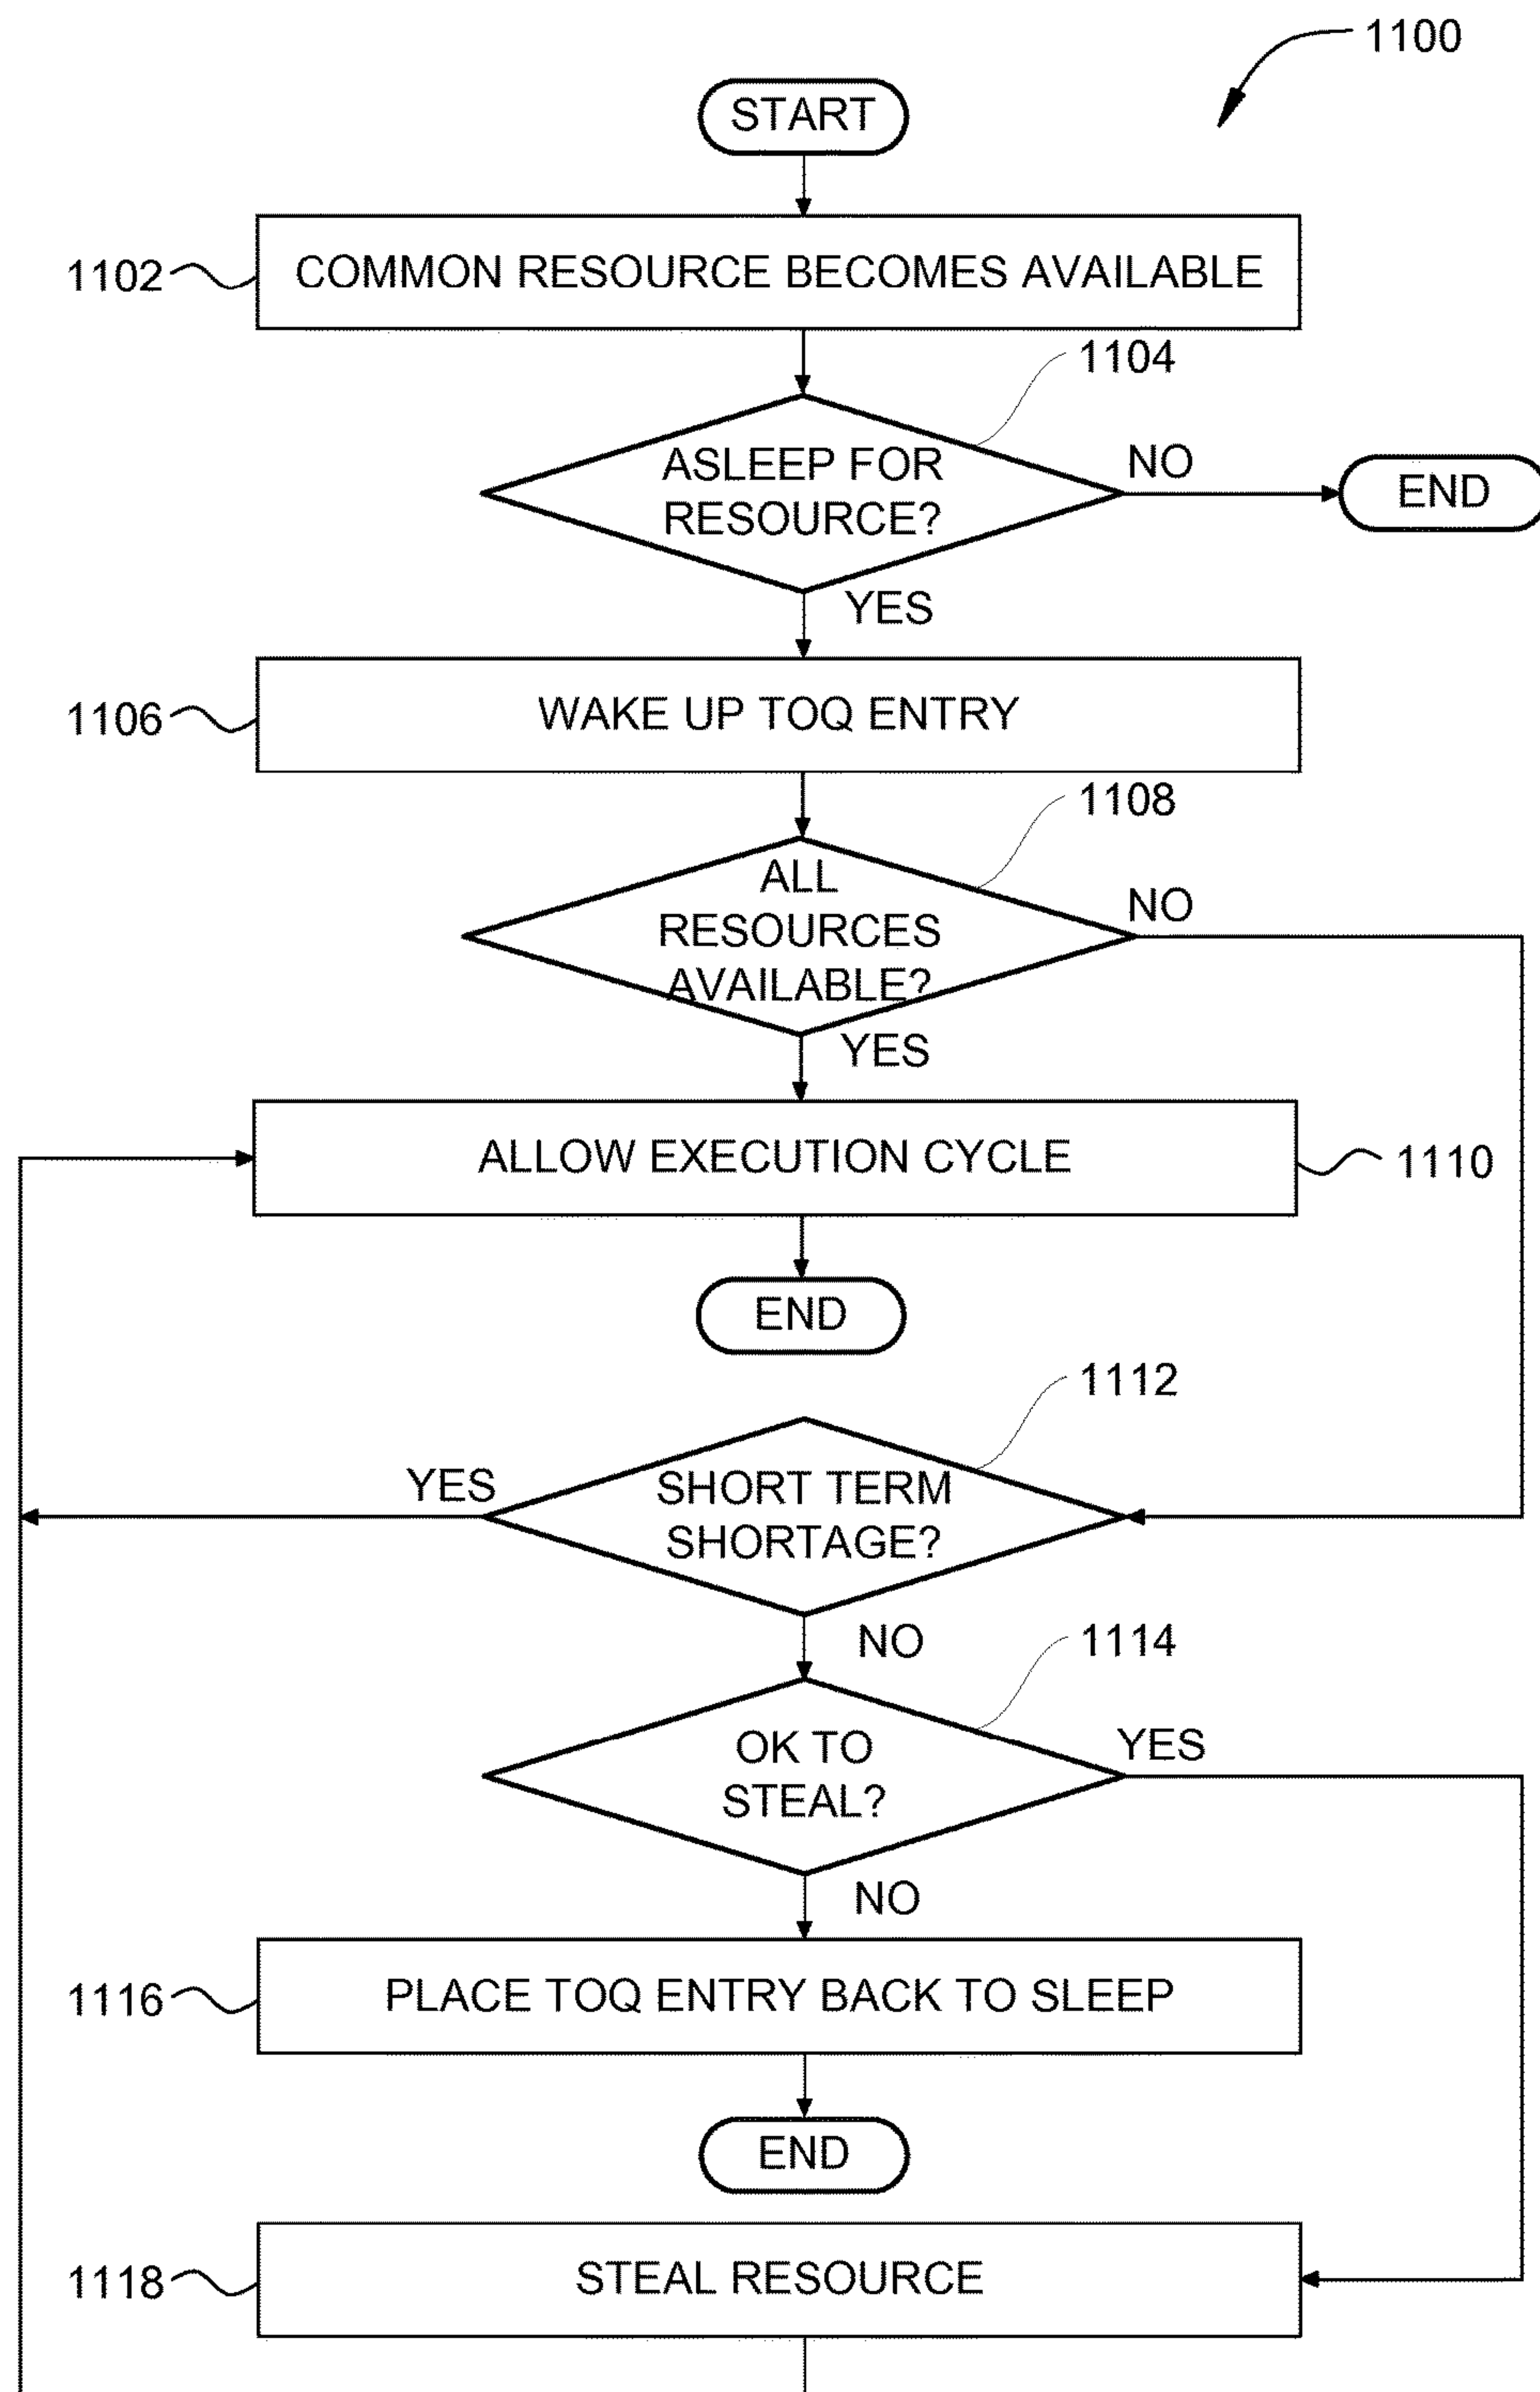 1100
START
1102
COMMON RESOURCE BECOMES AVAILABLE
1104
ASLEEP FOR
RESOURCE?
NO
END
YES
1106
WAKE UP TOQ ENTRY
1108
ALL
RESOURCES
AVAILABLE?
NO
YES
ALLOW EXECUTION CYCLE
1110
END
1112
YES
SHORT TERM
SHORTAGE?
NO
1114
OK TO
STEAL?
YES
NO
1116
PLACE TOQ ENTRY BACK TO SLEEP
END
1118
STEAL RESOURCE